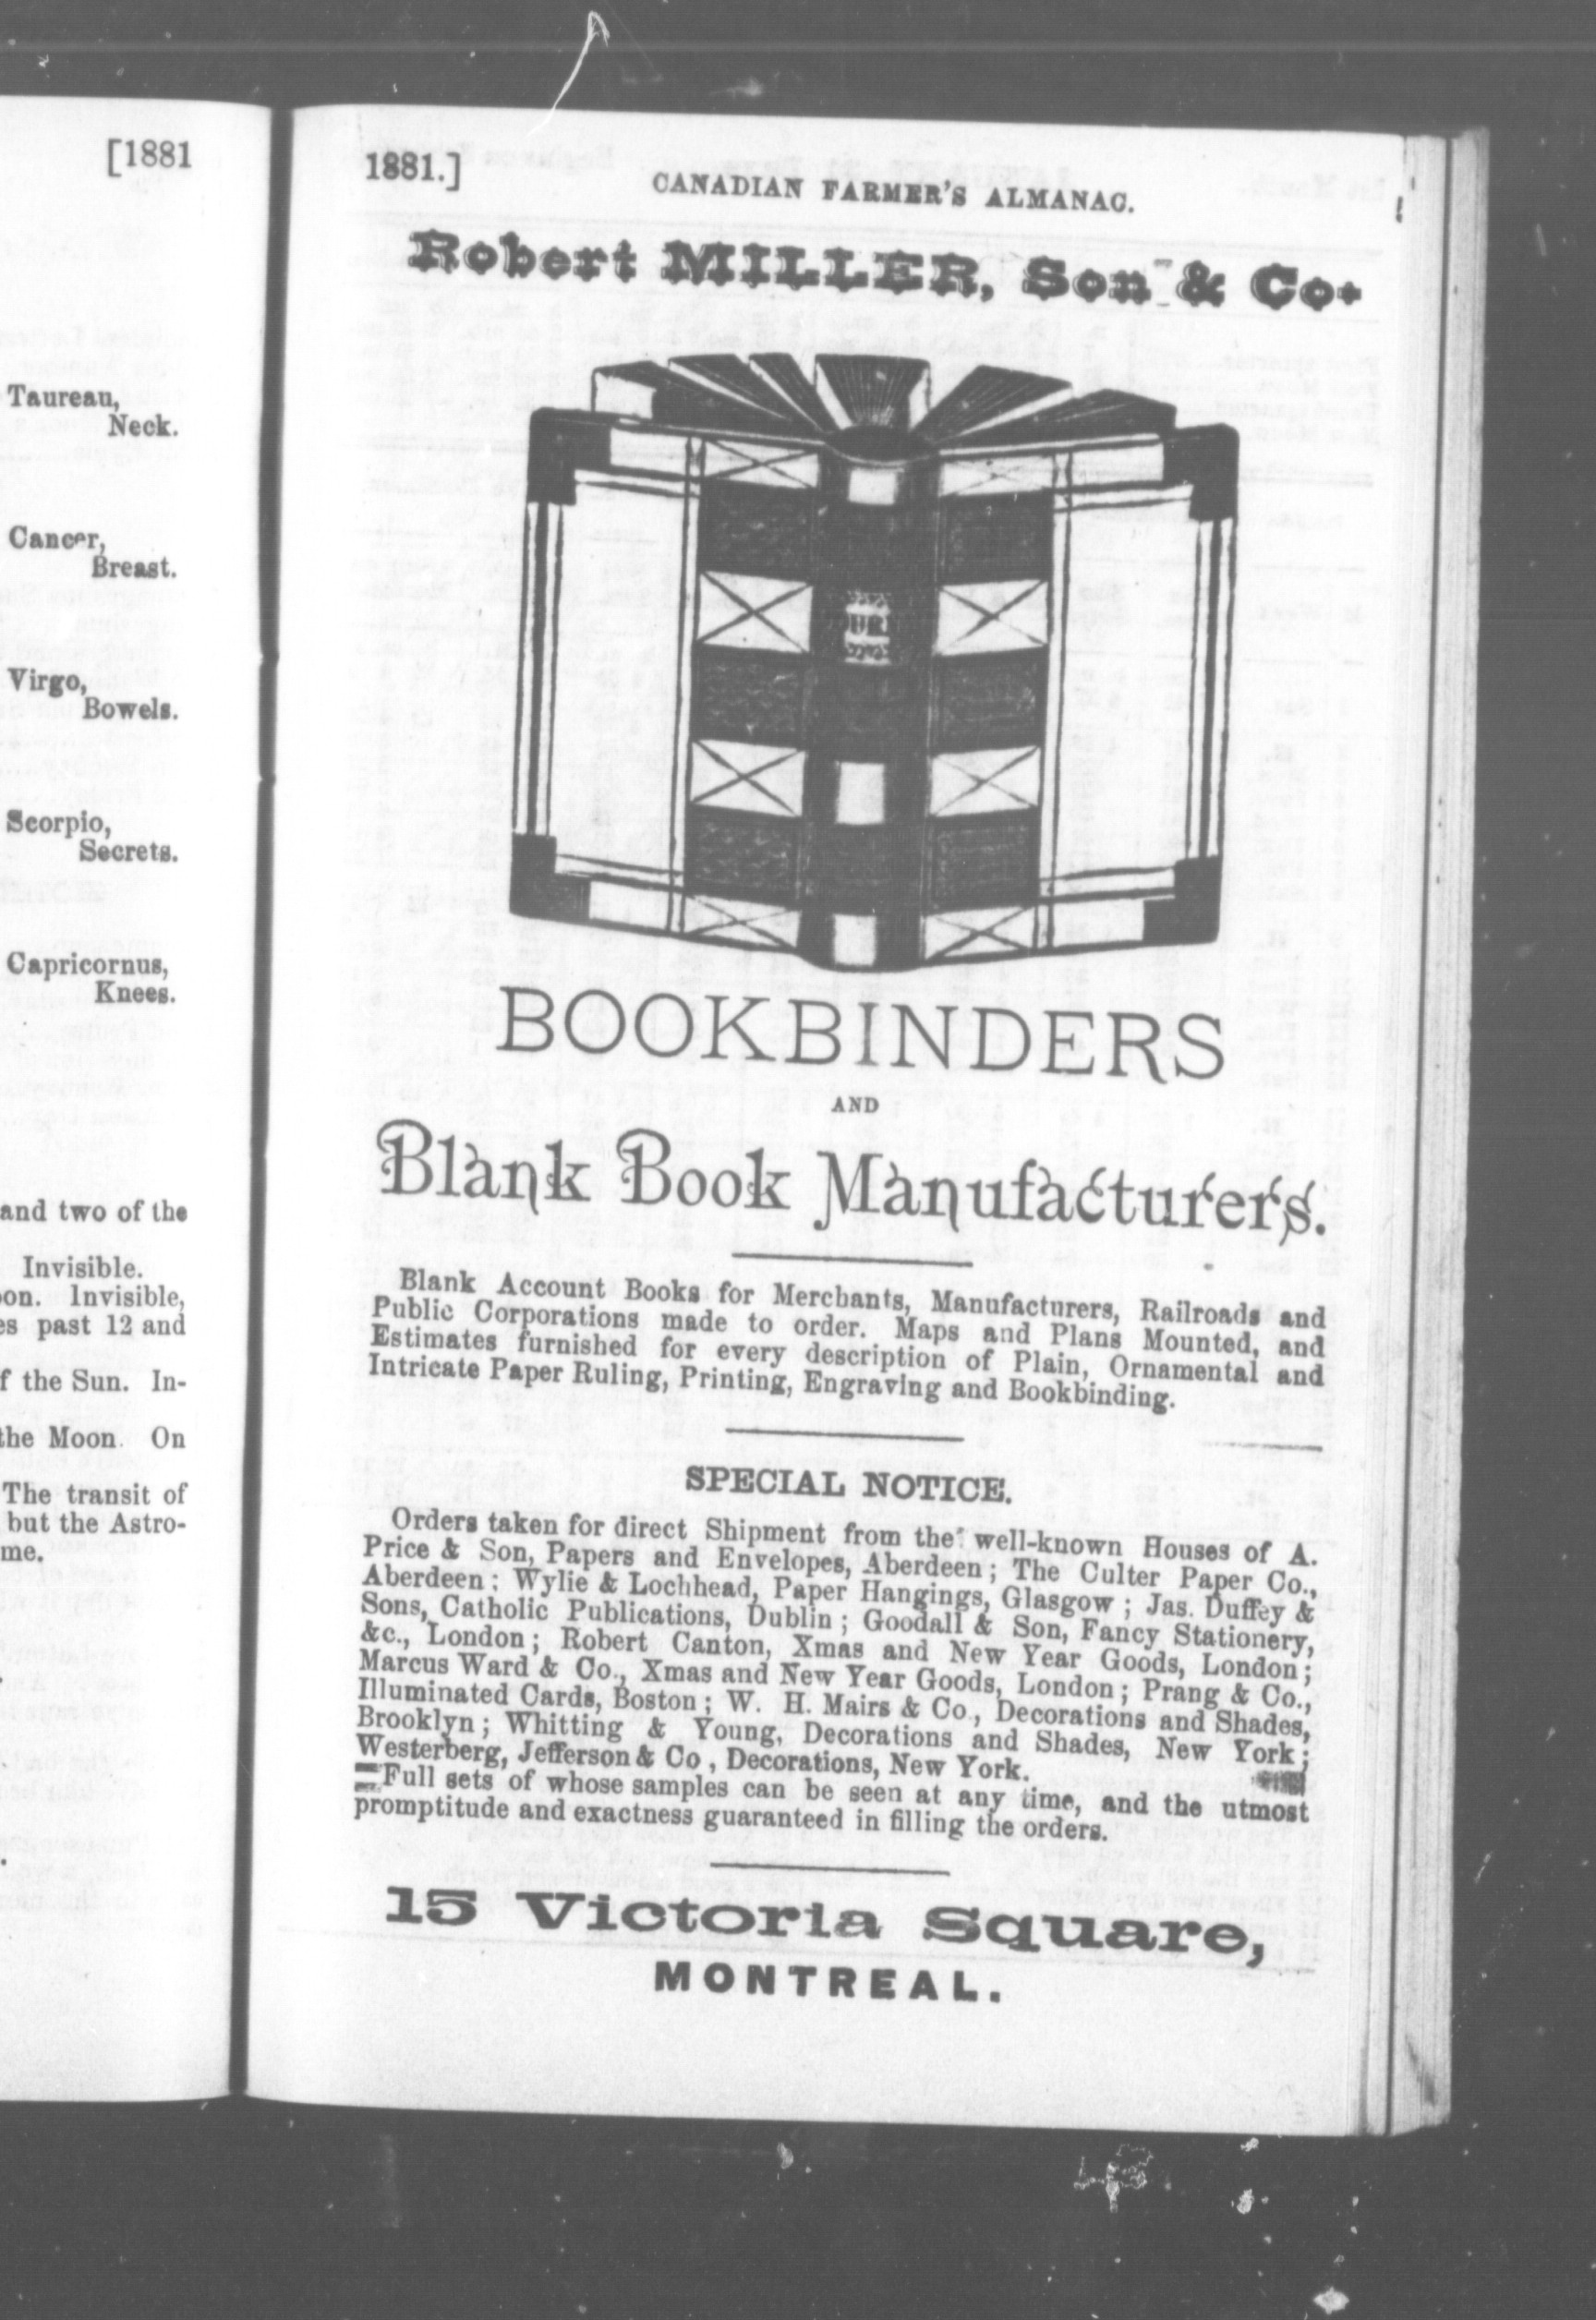 [1881
Taureau,
Neck.
Cancer,
Breast.
Virgo,
Bowels.
Scorpio,
Secrets.
Capricornus,
Knees.
and two of the
Invisible.
oon. Invisible,
es past 12 and
f the Sun. In-
the Moon. On
The transit of
but the Astro-
me.
1881.]
CANADIAN FARMER'S ALMANAC.
Robert MILLER, Son & Co.
BOOKBINDERS
AND
Blank Book Manufacturers.
Blank Account Books for Merchants, Manufacturers, Railroads and
Public Corporations made to order. Maps and Plans Mounted, and
Estimates furnished for every description of Plain, Ornamental and
Intricate Paper Ruling, Printing, Engraving and Bookbinding.
SPECIAL NOTICE.
Orders taken for direct Shipment from the well-known Houses of A.
Price & Son, Papers and Envelopes, Aberdeen; The Culter Paper Co.,
Aberdeen: Wylie & Lochhead, Paper Hangings, Glasgow; Jas. Duffey &
Sons, Catholic Publications, Dublin; Goodall & Son, Fancy Stationery,
&c., London; Robert Canton, Xmas and New Year Goods, London;
Marcus Ward & Co., Xmas and New Year Goods, London; Prang & Co.,
Illuminated Cards, Boston; W. H. Mairs & Co, Decorations and Shades,
Brooklyn; Whitting & Young, Decorations and Shades, New York;
Westerberg, Jefferson & Co, Decorations, New York.
Full sets of whose samples can be seen at any time, and the utmost
promptitude and exactness guaranteed in filling the orders.
15 Victoria Square,
MONTREAL.